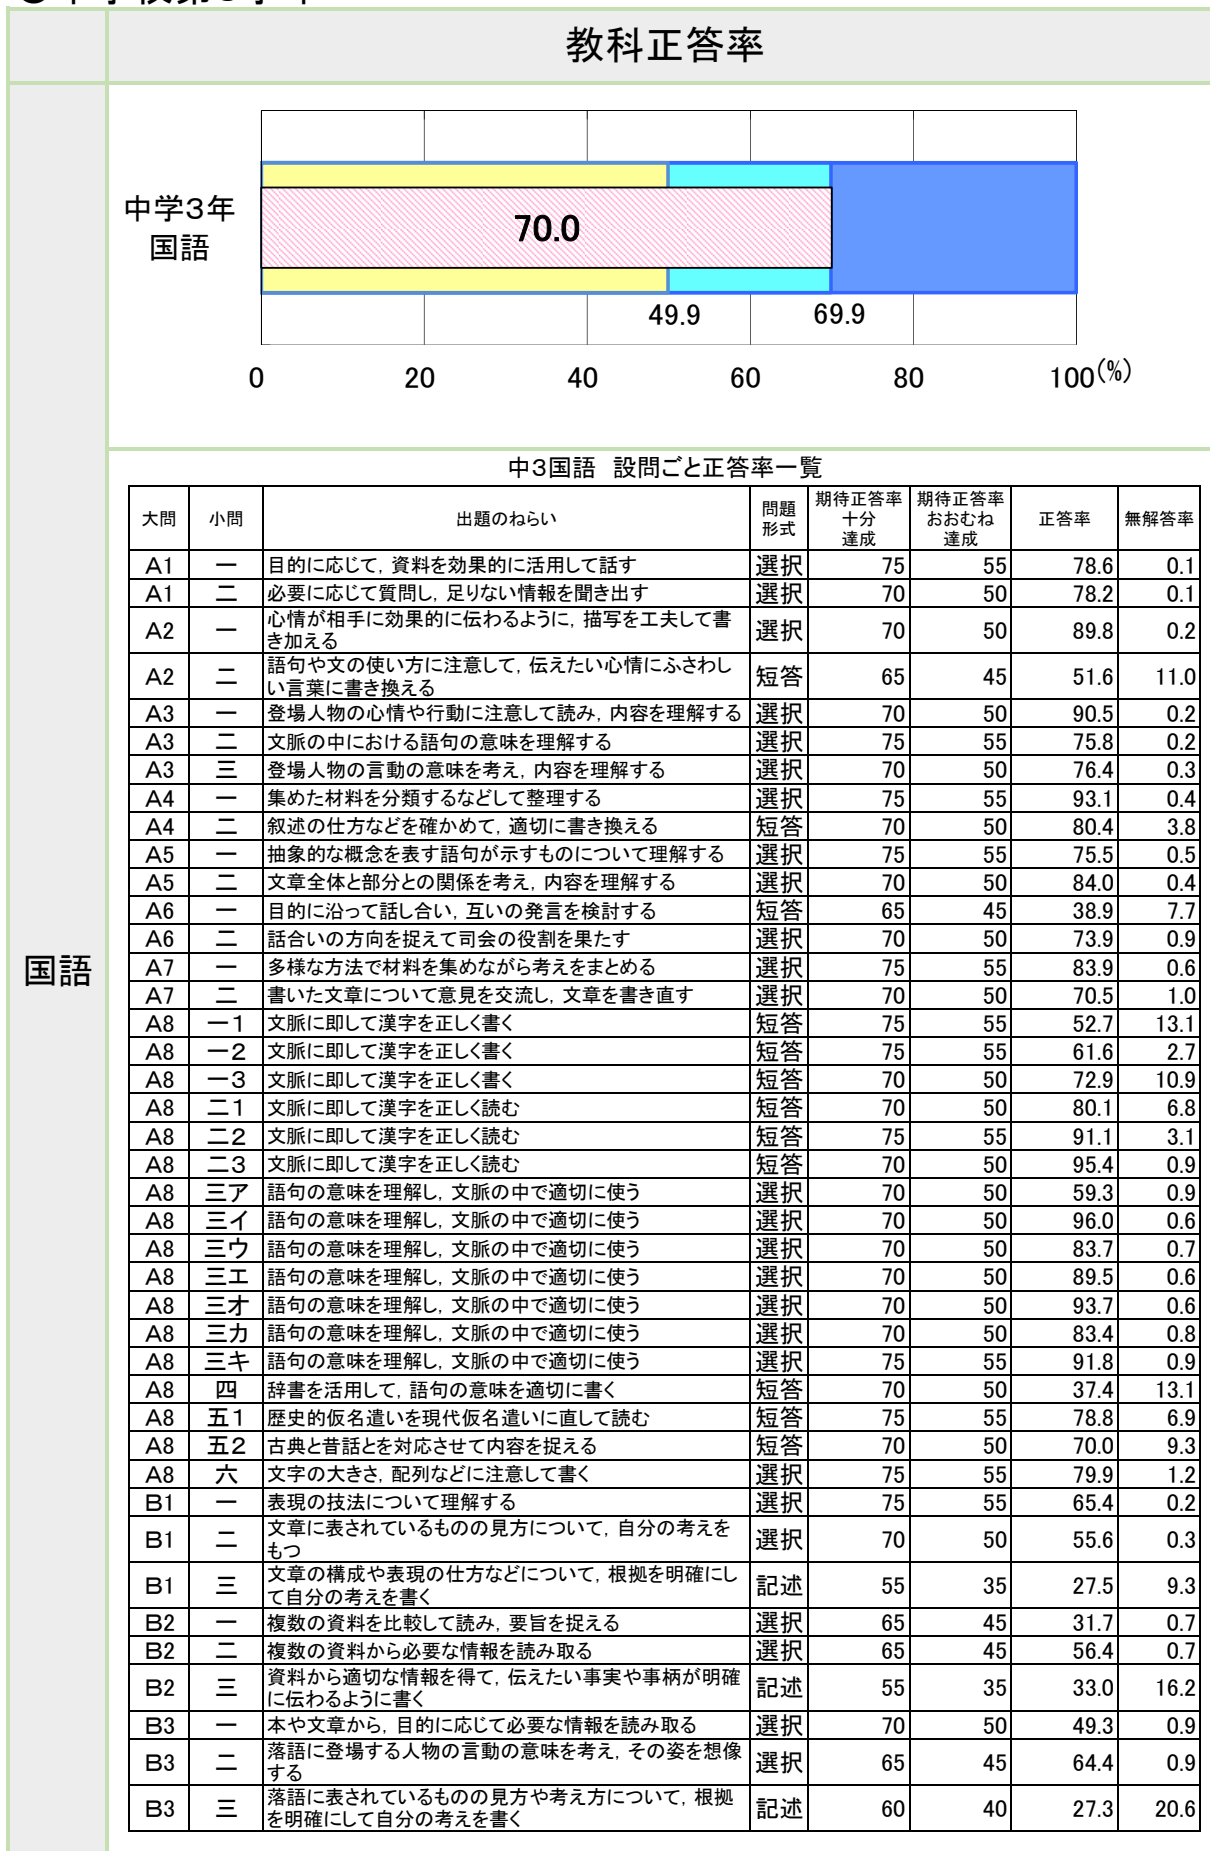 教科正答率
国語
中学3年
国語
70.0
49.9 69.9
0 20 40 60 80 100(%)
中3国語 設問ごと正答率一覧
大問 小問 出題のねらい 問題形式 期待正答率十分達成 期待正答率おおむね達成 正答率 無解答率
A1 一 目的に応じて，資料を効果的に活用して話す 選択 75 55 78.6 0.1
A1 二 必要に応じて質問し，足りない情報を聞き出す 選択 70 50 78.2 0.1
A2 一 心情が相手に効果的に伝わるように，描写を工夫して書き加える 選択 70 50 89.8 0.2
A2 二 語句や文の使い方に注意して，伝えたい心情にふさわしい言葉に書き換える 短答 65 45 51.6 11.0
A3 一 登場人物の心情や行動に注意して読み，内容を理解する 選択 70 50 90.5 0.2
A3 二 文脈の中における語句の意味を理解する 選択 75 55 75.8 0.2
A3 三 登場人物の言動の意味を考え，内容を理解する 選択 70 50 76.4 0.3
A4 一 集めた材料を分類するなどして整理する 選択 75 55 93.1 0.4
A4 二 叙述の仕方などを確かめて，適切に書き換える 短答 70 50 80.4 3.8
A5 一 抽象的な概念を表す語句が示すものについて理解する 選択 75 55 75.5 0.5
A5 二 文章全体と部分との関係を考え，内容を理解する 選択 70 50 84.0 0.4
A6 一 目的に沿って話し合い，互いの発言を検討する 短答 65 45 38.9 7.7
A6 二 話合いの方向を捉えて司会の役割を果たす 選択 70 50 73.9 0.9
A7 一 多様な方法で材料を集めながら考えをまとめる 選択 75 55 83.9 0.6
A7 二 書いた文章について意見を交流し，文章を書き直す 選択 70 50 70.5 1.0
A8 一1 文脈に即して漢字を正しく書く 短答 75 55 52.7 13.1
A8 一2 文脈に即して漢字を正しく書く 短答 75 55 61.6 2.7
A8 一3 文脈に即して漢字を正しく書く 短答 70 50 72.9 10.9
A8 二1 文脈に即して漢字を正しく読む 短答 70 50 80.1 6.8
A8 二2 文脈に即して漢字を正しく読む 短答 75 55 91.1 3.1
A8 二3 文脈に即して漢字を正しく読む 短答 70 50 95.4 0.9
A8 三ア 語句の意味を理解し，文脈の中で適切に使う 選択 70 50 59.3 0.9
A8 三イ 語句の意味を理解し，文脈の中で適切に使う 選択 70 50 96.0 0.6
A8 三ウ 語句の意味を理解し，文脈の中で適切に使う 選択 70 50 83.7 0.7
A8 三エ 語句の意味を理解し，文脈の中で適切に使う 選択 70 50 89.5 0.6
A8 三オ 語句の意味を理解し，文脈の中で適切に使う 選択 70 50 93.7 0.6
A8 三カ 語句の意味を理解し，文脈の中で適切に使う 選択 70 50 83.4 0.8
A8 三キ 語句の意味を理解し，文脈の中で適切に使う 選択 75 55 91.8 0.9
A8 四 辞書を活用して，語句の意味を適切に書く 短答 70 50 37.4 13.1
A8 五1 歴史的仮名遣いを現代仮名遣いに直して読む 短答 75 55 78.8 6.9
A8 五2 古典と昔話とを対応させて内容を捉える 短答 70 50 70.0 9.3
A8 六 文字の大きさ，配列などに注意して書く 選択 75 55 79.9 1.2
B1 一 表現の技法について理解する 選択 75 55 65.4 0.2
B1 二 文章に表されているものの見方について，自分の考えをもつ 選択 70 50 55.6 0.3
B1 三 文章の構成や表現の仕方などについて，根拠を明確にして自分の考えを書く 記述 55 35 27.5 9.3
B2 一 複数の資料を比較して読み，要旨を捉える 選択 65 45 31.7 0.7
B2 二 複数の資料から必要な情報を読み取る 選択 65 45 56.4 0.7
B2 三 資料から適切な情報を得て，伝えたい事実や事柄が明確に伝わるように書く 記述 55 35 33.0 16.2
B3 一 本や文章から，目的に応じて必要な情報を読み取る 選択 70 50 49.3 0.9
B3 二 落語に登場する人物の言動の意味を考え，その姿を想像する 選択 65 45 64.4 0.9
B3 三 落語に表されているものの見方や考え方について，根拠を明確にして自分の考えを書く 記述 60 40 27.3 20.6